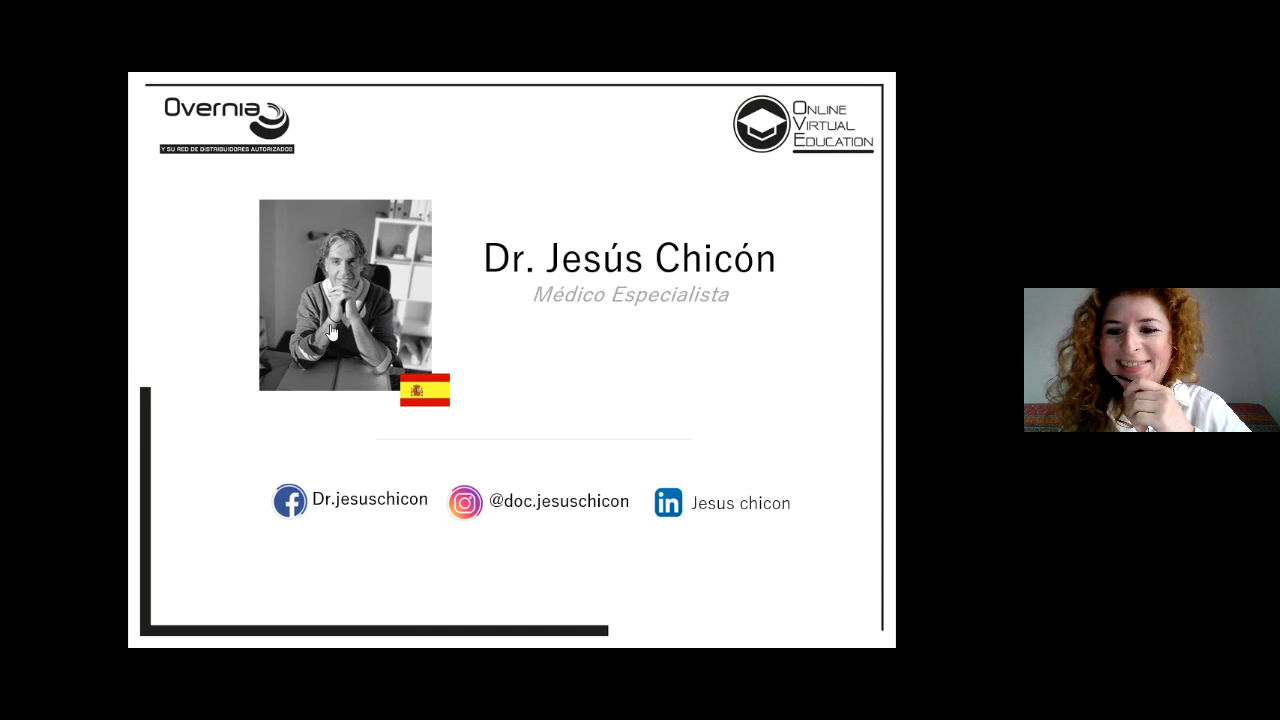 Overnia
Y SU RED DE DISTRIBUIDORES AUTORIZADOS
ONLINE
VIRTUAL
EDUCATION
Dr. Jesús Chicón
Médico Especialista
Dr.jesuschicon
@doc.jesuschicon
in
Jesus chicon